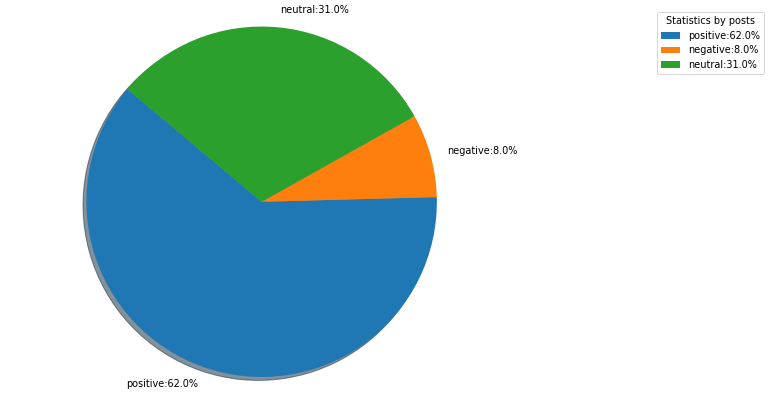 neutral:31.0%
Statistics by posts
positive:62.0%
negative:8.0%
neutral:31.0%
negative:8.0%
positive:62.0%